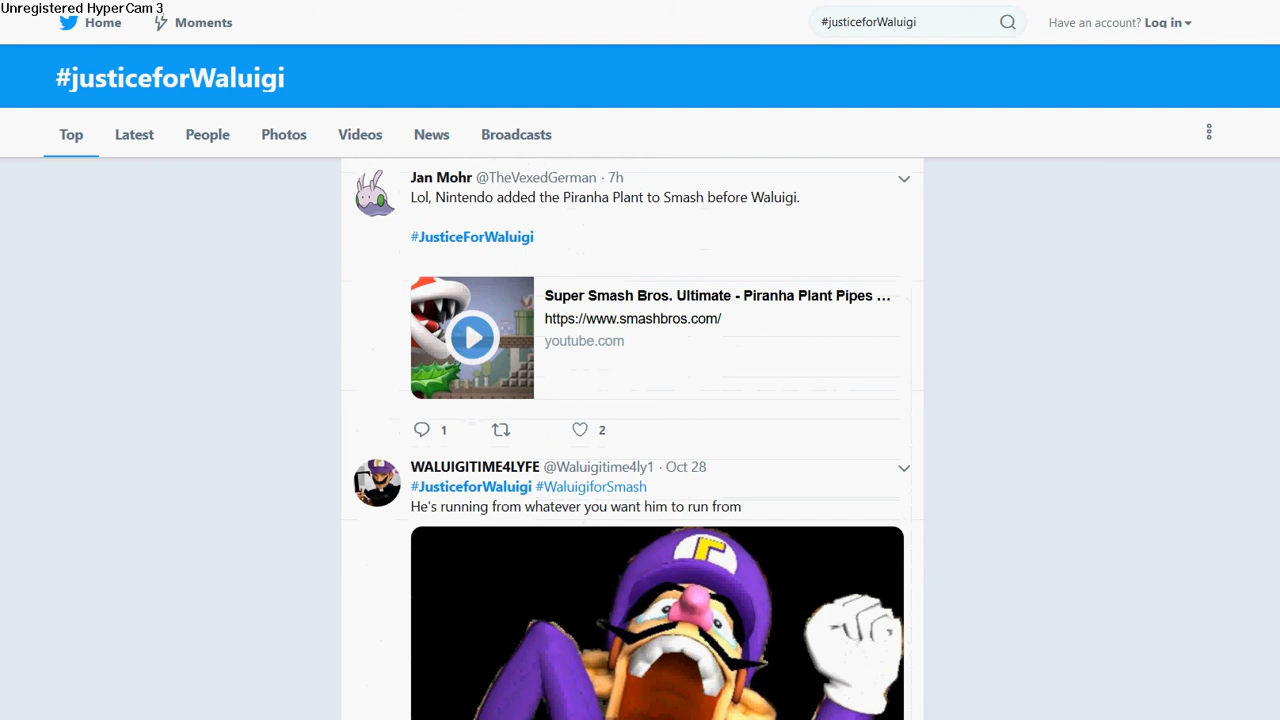 Unregistered HyperCam 3
Home Moments #justiceforWaluigi Have an account? Log in
#justiceforWaluigi
Top Latest People Photos Videos News Broadcasts
Jan Mohr @TheVexedGerman · 7h
Lol, Nintendo added the Piranha Plant to Smash before Waluigi.
#JusticeForWaluigi
Super Smash Bros. Ultimate - Piranha Plant Pipes ...
https://www.smashbros.com/
youtube.com
1 2
WALUIGITIME4LYFE @Waluigitime4ly1 · Oct 28
#JusticeforWaluigi #WaluigiforSmash
He's running from whatever you want him to run from